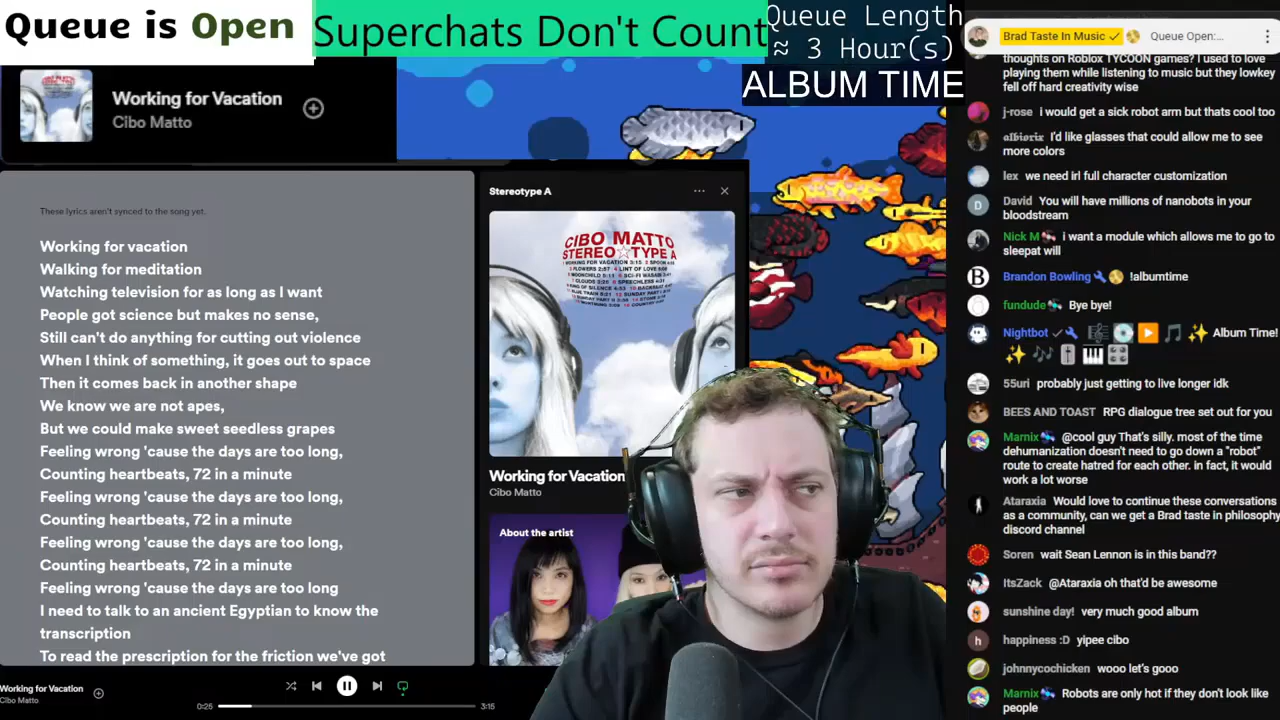 Queue is Open
Superchats Don't Count
Queue Length
≈ 3 Hour(s)
ALBUM TIME
Working for Vacation
Cibo Matto
These lyrics aren't synced to the song yet.
Working for vacation
Walking for meditation
Watching television for as long as I want
People got science but makes no sense,
Still can't do anything for cutting out violence
When I think of something, it goes out to space
Then it comes back in another shape
We know we are not apes,
But we could make sweet seedless grapes
Feeling wrong 'cause the days are too long,
Counting heartbeats, 72 in a minute
Feeling wrong 'cause the days are too long,
Counting heartbeats, 72 in a minute
Feeling wrong 'cause the days are too long,
Counting heartbeats, 72 in a minute
Feeling wrong 'cause the days are too long
I need to talk to an ancient Egyptian to know the
transcription
To read the prescription for the friction we've got
Working for Vacation
Cibo Matto
0:26
3:15
Stereotype A
CIBO MATTO
STEREO☆TYPE A
Working for Vacation
Cibo Matto
About the artist
Brad Taste In Music
Queue Open:...
thoughts on Roblox TYCOON games? I used to love
playing them while listening to music but they lowkey
fell off hard creativity wise
j-rose i would get a sick robot arm but thats cool too
albiorix I'd like glasses that could allow me to see
more colors
lex we need irl full character customization
David You will have millions of nanobots in your
bloodstream
Nick M i want a module which allows me to go to
sleepat will
Brandon Bowling !albumtime
fundude Bye bye!
Nightbot Album Time!
55uri probably just getting to live longer idk
BEES AND TOAST RPG dialogue tree set out for you
Marnix @cool guy That's silly. most of the time
dehumanization doesn't need to go down a "robot"
route to create hatred for each other. in fact, it would
work a lot worse
Ataraxia Would love to continue these conversations
as a community, can we get a Brad taste in philosophy
discord channel
Soren wait Sean Lennon is in this band??
ItsZack @Ataraxia oh that'd be awesome
sunshine day! very much good album
happiness :D yipee cibo
johnnycochicken wooo let's gooo
Marnix Robots are only hot if they don't look like
people